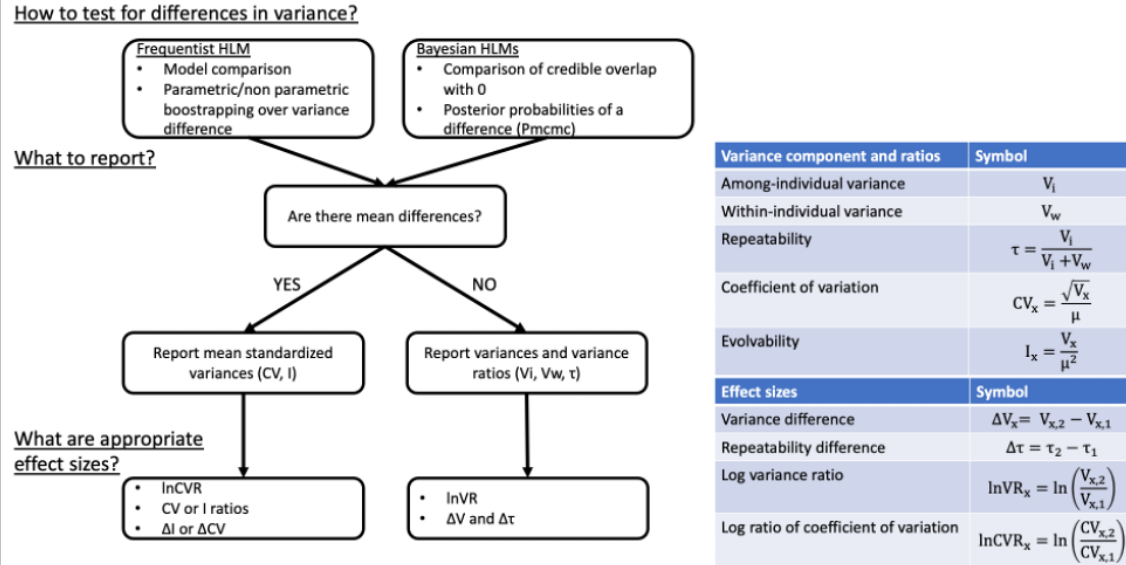 How to test for differences in variance?
Frequentist HLM
• Model comparison
• Parametric/non parametric
boostrapping over variance
difference
Bayesian HLMs
• Comparison of credible overlap
with 0
• Posterior probabilities of a
difference (Pmcmc)
What to report?
Are there mean differences?
YES
NO
Report mean standardized
variances (CV, I)
Report variances and variance
ratios (Vi, Vw, τ)
What are appropriate
effect sizes?
• lnCVR
• CV or I ratios
• ΔI or ΔCV
• lnVR
• ΔV and Δτ
Variance component and ratios Symbol
Among-individual variance Vᵢ
Within-individual variance V_w
Repeatability τ = Vᵢ / (Vᵢ + V_w)
Coefficient of variation CVₓ = √Vₓ / μ
Evolvability Iₓ = Vₓ / μ²
Effect sizes Symbol
Variance difference ΔVₓ= Vₓ,₂ − Vₓ,₁
Repeatability difference Δτ = τ₂ − τ₁
Log variance ratio lnVRₓ = ln (Vₓ,₂ / Vₓ,₁)
Log ratio of coefficient of variation lnCVRₓ = ln (CVₓ,₂ / CVₓ,₁)